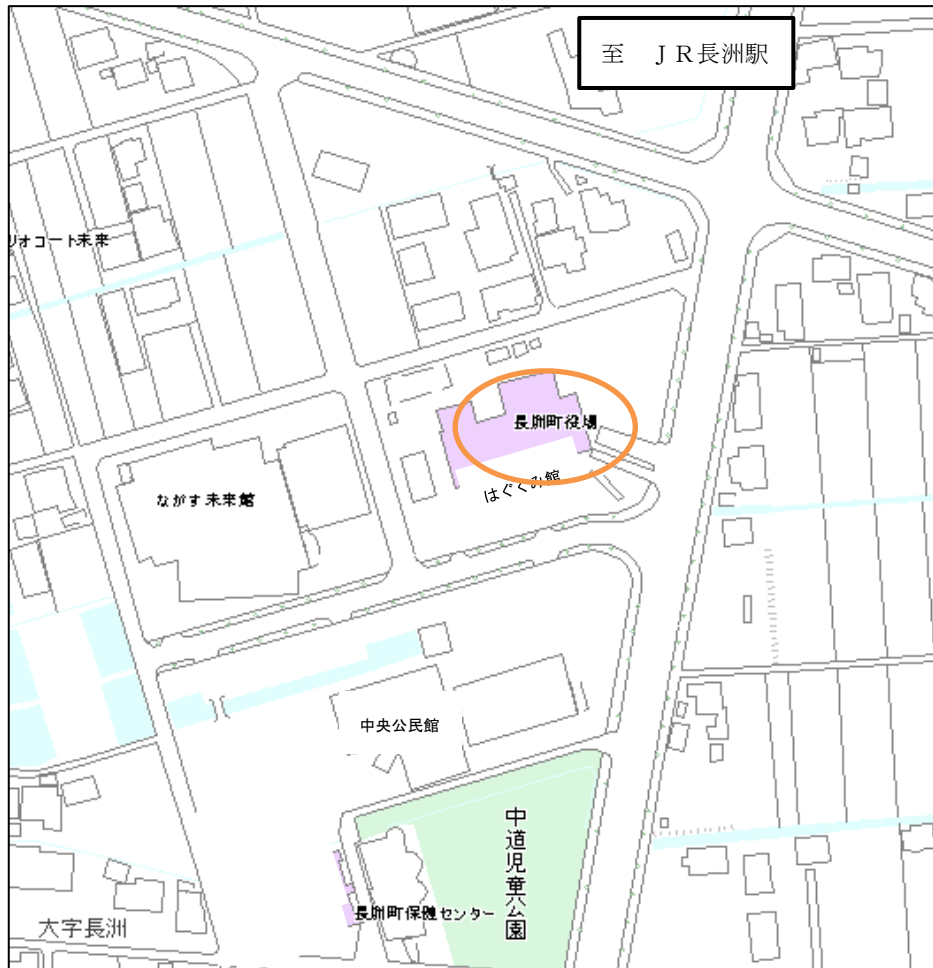 至　ＪＲ長洲駅
リオコート未来
長洲町役場
はぐくみ館
ながす未来館
中央公民館
中道児童公園
長洲町保健センター
大字長洲